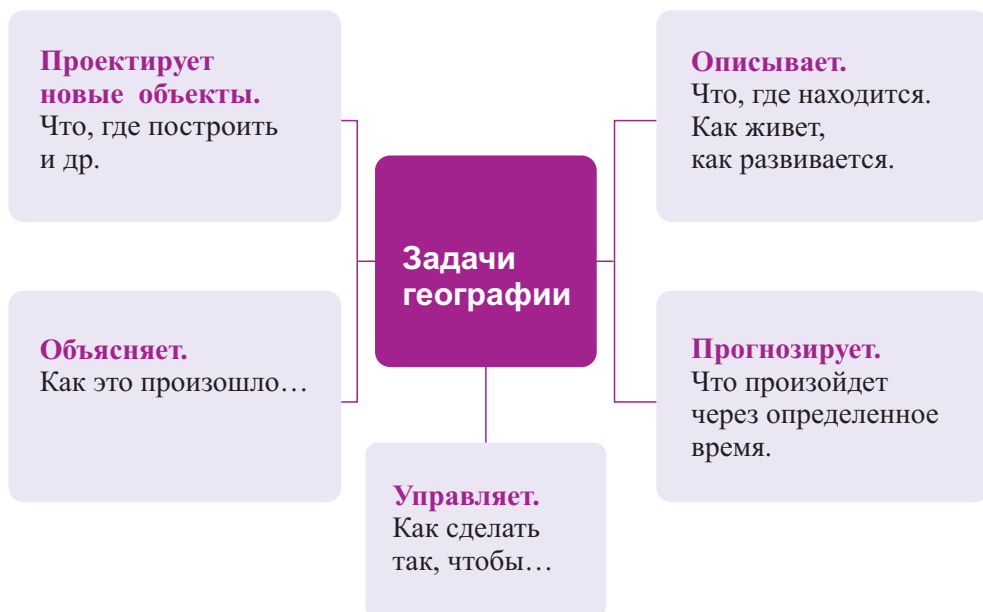 Проектирует
новые объекты.
Что, где построить
и др.
Описывает.
Что, где находится.
Как живет,
как развивается.
Задачи
географии
Объясняет.
Как это произошло…
Прогнозирует.
Что произойдет
через определенное
время.
Управляет.
Как сделать
так, чтобы…